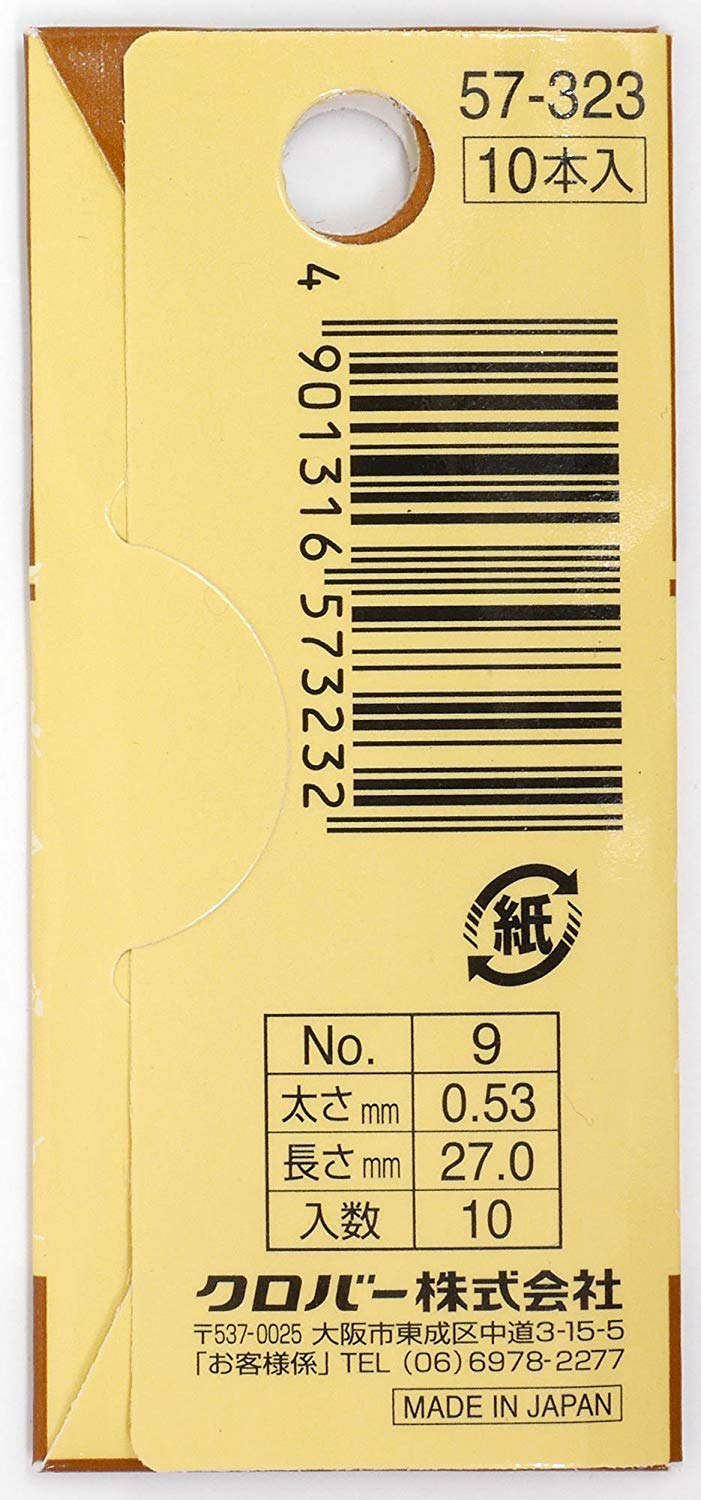 57-323
10本入
4 901316 573232
紙
No. 9
太さmm 0.53
長さmm 27.0
入数 10
クロバー株式会社
〒537-0025 大阪市東成区中道3-15-5
「お客様係」TEL (06)6978-2277
MADE IN JAPAN